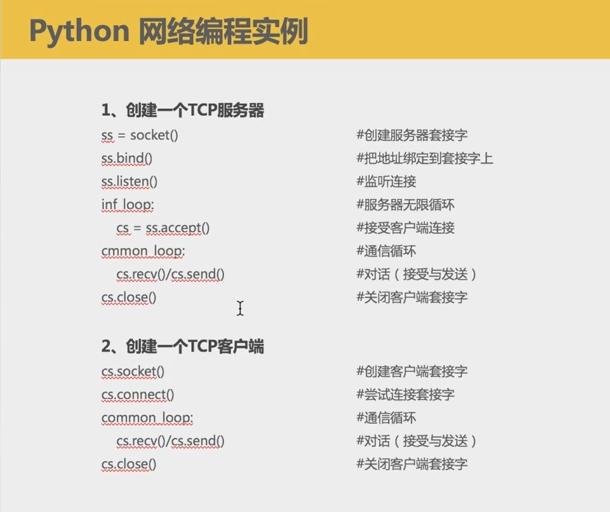 Python 网络编程实例
1、创建一个TCP服务器
ss = socket() #创建服务器套接字
ss.bind() #把地址绑定到套接字上
ss.listen() #监听连接
inf_loop: #服务器无限循环
cs = ss.accept() #接受客户端连接
cmmon_loop: #通信循环
cs.recv()/cs.send() #对话（接受与发送）
cs.close() #关闭客户端套接字
2、创建一个TCP客户端
cs.socket() #创建客户端套接字
cs.connect() #尝试连接套接字
common_loop: #通信循环
cs.recv()/cs.send() #对话（接受与发送）
cs.close() #关闭客户端套接字